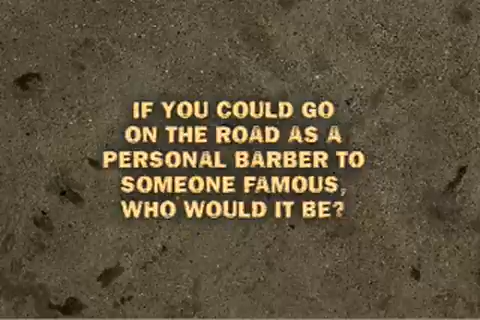 IF YOU COULD GO
ON THE ROAD AS A
PERSONAL BARBER TO
SOMEONE FAMOUS,
WHO WOULD IT BE?